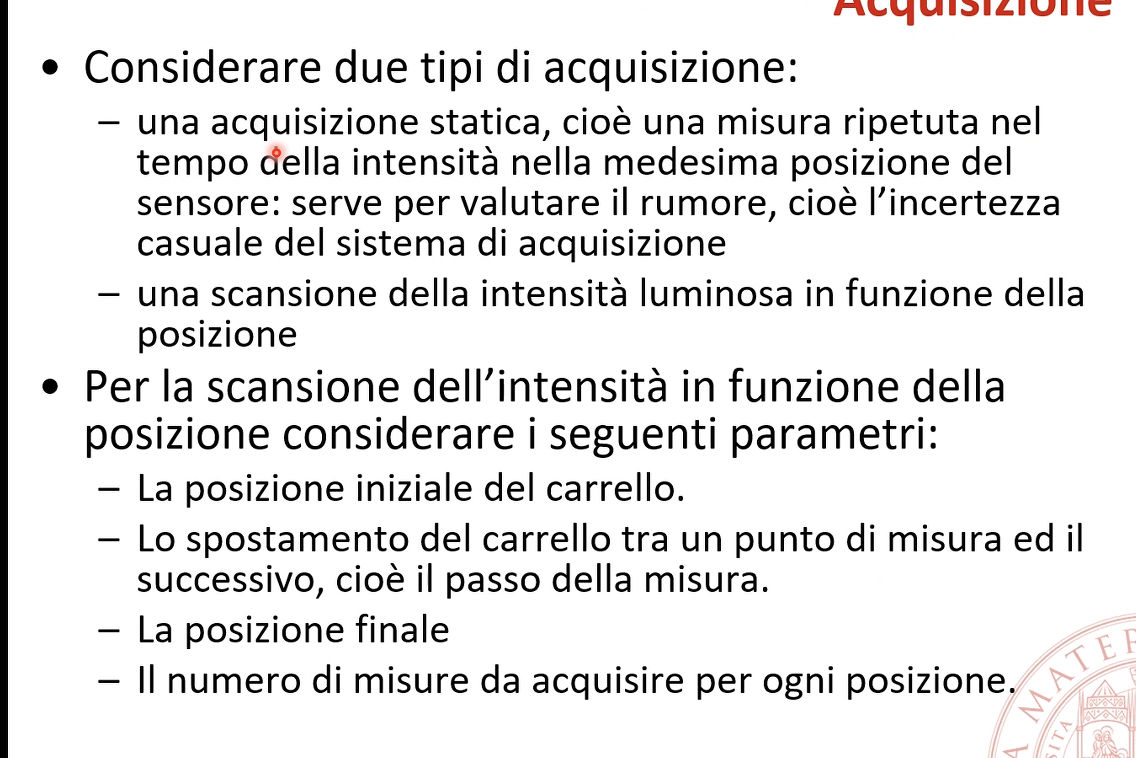 Acquisizione
• Considerare due tipi di acquisizione:
– una acquisizione statica, cioè una misura ripetuta nel
tempo della intensità nella medesima posizione del
sensore: serve per valutare il rumore, cioè l’incertezza
casuale del sistema di acquisizione
– una scansione della intensità luminosa in funzione della
posizione
• Per la scansione dell’intensità in funzione della
posizione considerare i seguenti parametri:
– La posizione iniziale del carrello.
– Lo spostamento del carrello tra un punto di misura ed il
successivo, cioè il passo della misura.
– La posizione finale
– Il numero di misure da acquisire per ogni posizione.
A MATER
SITA